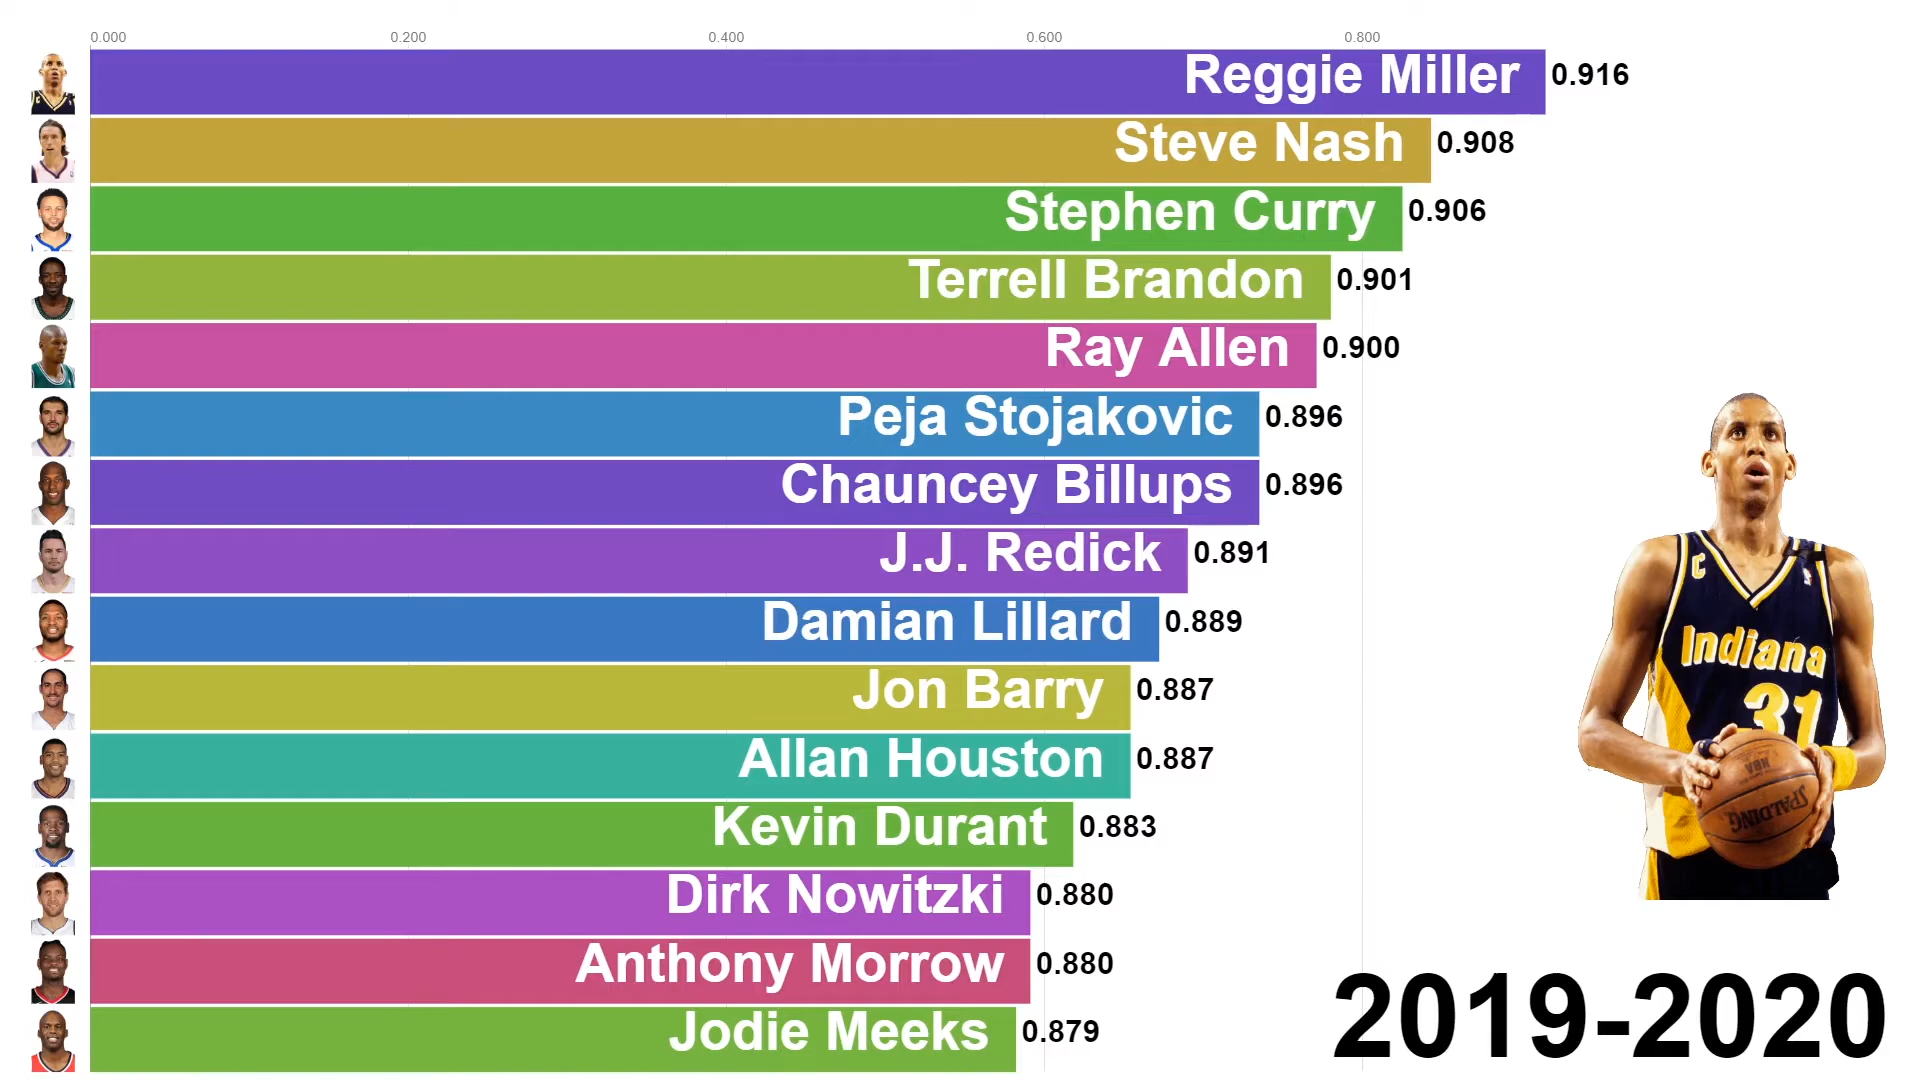 0.000 0.200 0.400 0.600 0.800
Reggie Miller 0.916
Steve Nash 0.908
Stephen Curry 0.906
Terrell Brandon 0.901
Ray Allen 0.900
Peja Stojakovic 0.896
Chauncey Billups 0.896
J.J. Redick 0.891
Damian Lillard 0.889
Jon Barry 0.887
Allan Houston 0.887
Kevin Durant 0.883
Dirk Nowitzki 0.880
Anthony Morrow 0.880
Jodie Meeks 0.879
C
Indiana
31
NBA
SPALDING
2019-2020